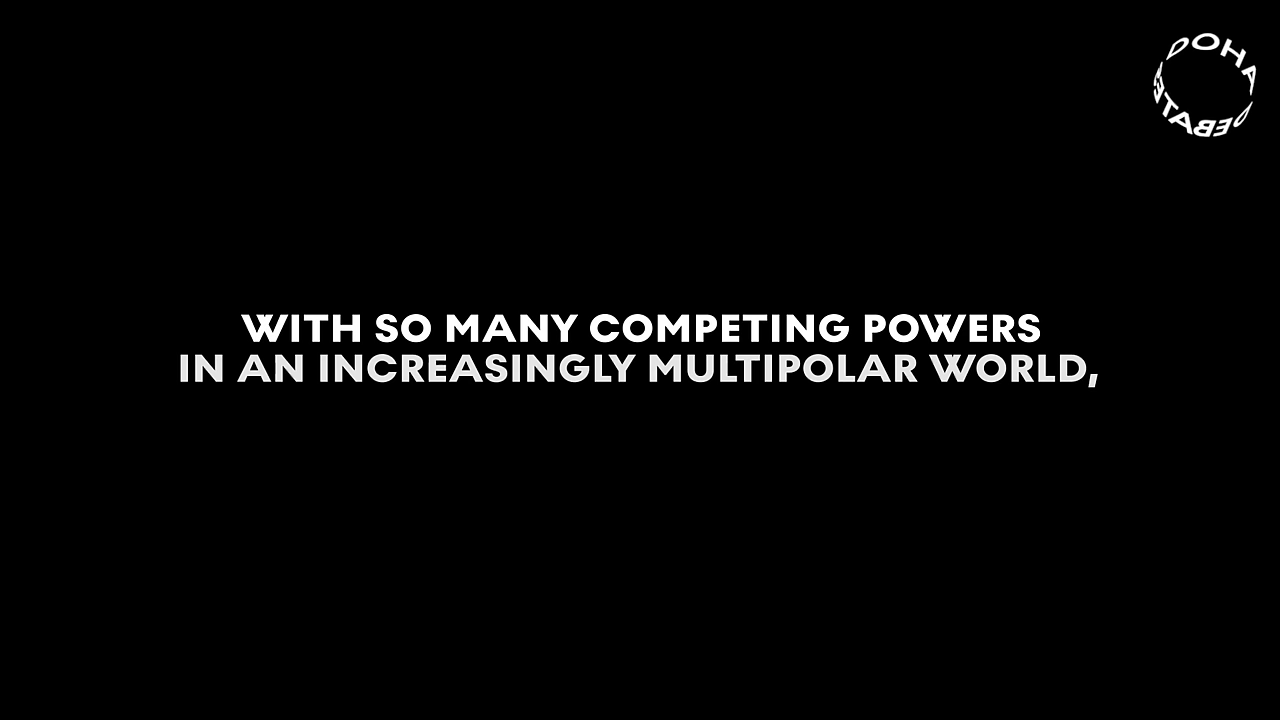 DOHA DEBATES
WITH SO MANY COMPETING POWERS
IN AN INCREASINGLY MULTIPOLAR WORLD,